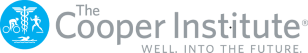 The
Cooper Institute®
WELL. INTO THE FUTURE.